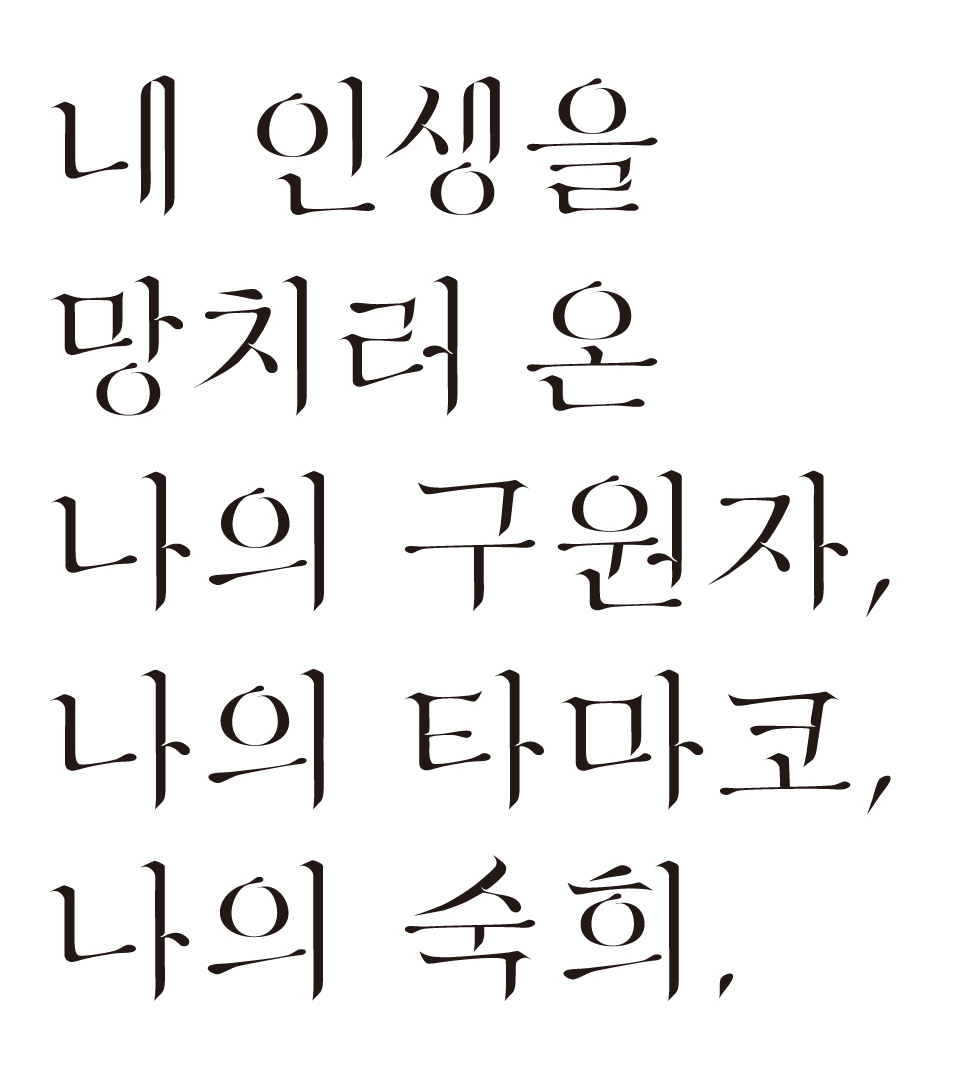 내 인생을
망치러 온
나의 구원자,
나의 타마코,
나의 숙희,